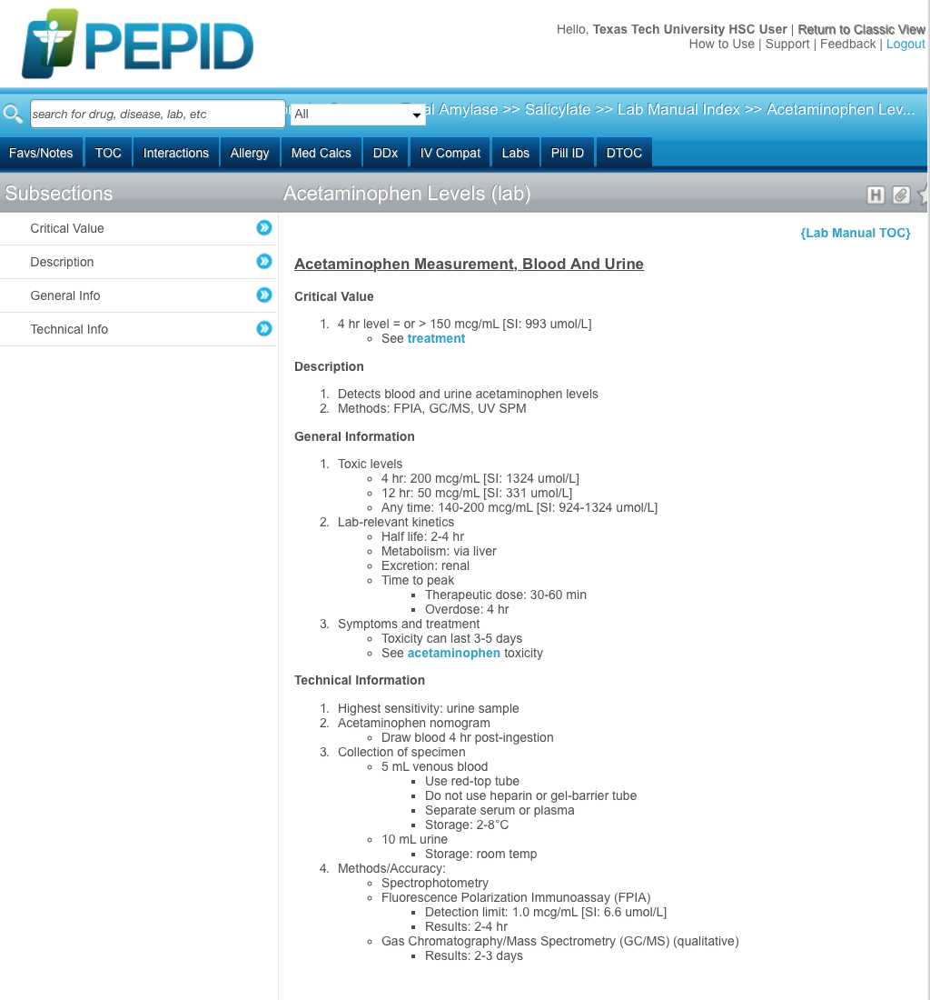 PEPID
Hello, Texas Tech University HSC User | Return to Classic View
How to Use | Support | Feedback | Logout
search for drug, disease, lab, etc
All
Amylase >> Salicylate >> Lab Manual Index >> Acetaminophen Lev...
Favs/Notes TOC Interactions Allergy Med Calcs DDx IV Compat Labs Pill ID DTOC
Subsections
Acetaminophen Levels (lab)
H
Critical Value
Description
General Info
Technical Info
{Lab Manual TOC}
Acetaminophen Measurement, Blood And Urine
Critical Value
1. 4 hr level = or > 150 mcg/mL [SI: 993 umol/L]
See treatment
Description
1. Detects blood and urine acetaminophen levels
2. Methods: FPIA, GC/MS, UV SPM
General Information
1. Toxic levels
4 hr: 200 mcg/mL [SI: 1324 umol/L]
12 hr: 50 mcg/mL [SI: 331 umol/L]
Any time: 140-200 mcg/mL [SI: 924-1324 umol/L]
2. Lab-relevant kinetics
Half life: 2-4 hr
Metabolism: via liver
Excretion: renal
Time to peak
Therapeutic dose: 30-60 min
Overdose: 4 hr
3. Symptoms and treatment
Toxicity can last 3-5 days
See acetaminophen toxicity
Technical Information
1. Highest sensitivity: urine sample
2. Acetaminophen nomogram
Draw blood 4 hr post-ingestion
3. Collection of specimen
5 mL venous blood
Use red-top tube
Do not use heparin or gel-barrier tube
Separate serum or plasma
Storage: 2-8°C
10 mL urine
Storage: room temp
4. Methods/Accuracy:
Spectrophotometry
Fluorescence Polarization Immunoassay (FPIA)
Detection limit: 1.0 mcg/mL [SI: 6.6 umol/L]
Results: 2-4 hr
Gas Chromatography/Mass Spectrometry (GC/MS) (qualitative)
Results: 2-3 days